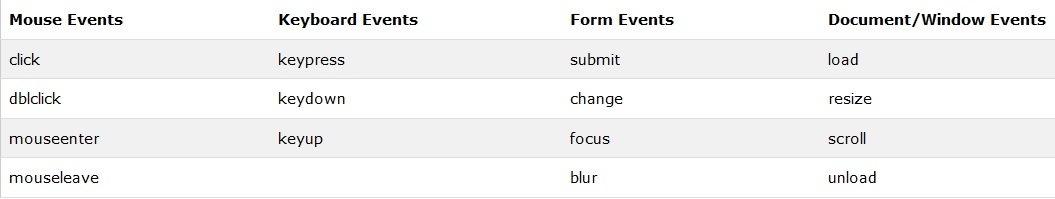 Mouse Events Keyboard Events Form Events Document/Window Events
click keypress submit load
dblclick keydown change resize
mouseenter keyup focus scroll
mouseleave blur unload